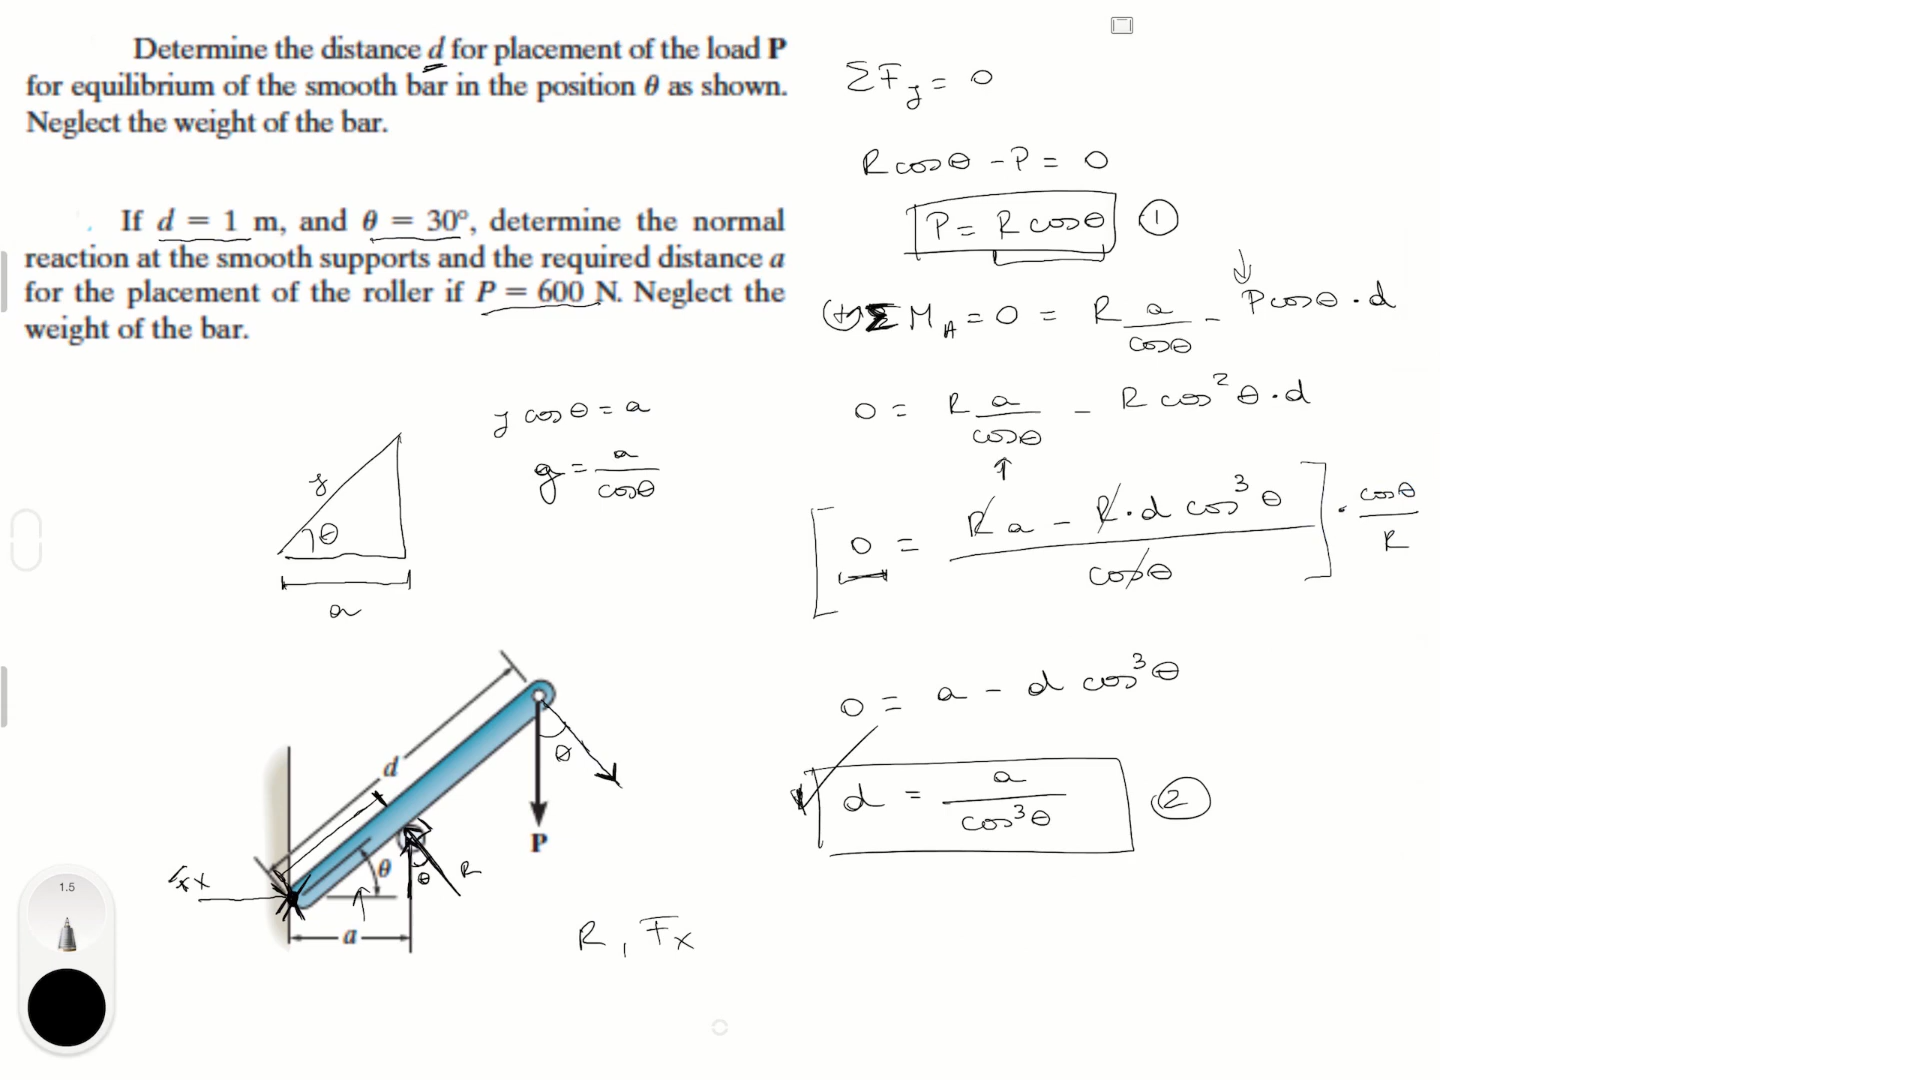 Determine the distance d for placement of the load P
for equilibrium of the smooth bar in the position θ as shown.
Neglect the weight of the bar.
If d = 1 m, and θ = 30°, determine the normal
reaction at the smooth supports and the required distance a
for the placement of the roller if P = 600 N. Neglect the
weight of the bar.
y cosθ = a
y = a / cosθ
y
θ
a
d
θ
P
θ
θ
R
Fx
a
R, Fx
1.5
ΣFy = 0
R cosθ - P = 0
P = R cosθ ①
+ ΣM_A = 0 = R a / cosθ - P cosθ · d
0 = R a / cosθ - R cos²θ · d
[0 = (R a - R · d cos³θ) / cosθ] · cosθ / R
0 = a - d cos³θ
d = a / cos³θ ②